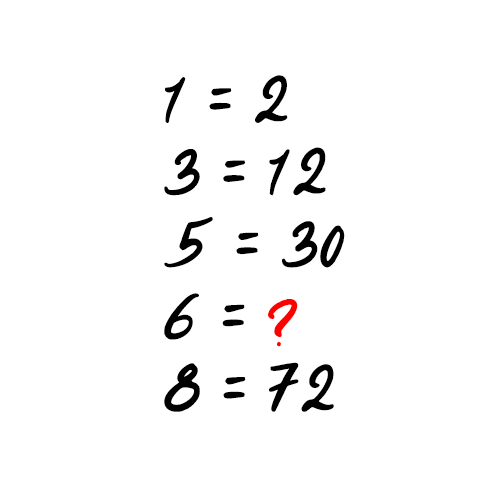 1 = 2
3 = 12
5 = 30
6 = ?
8 = 72